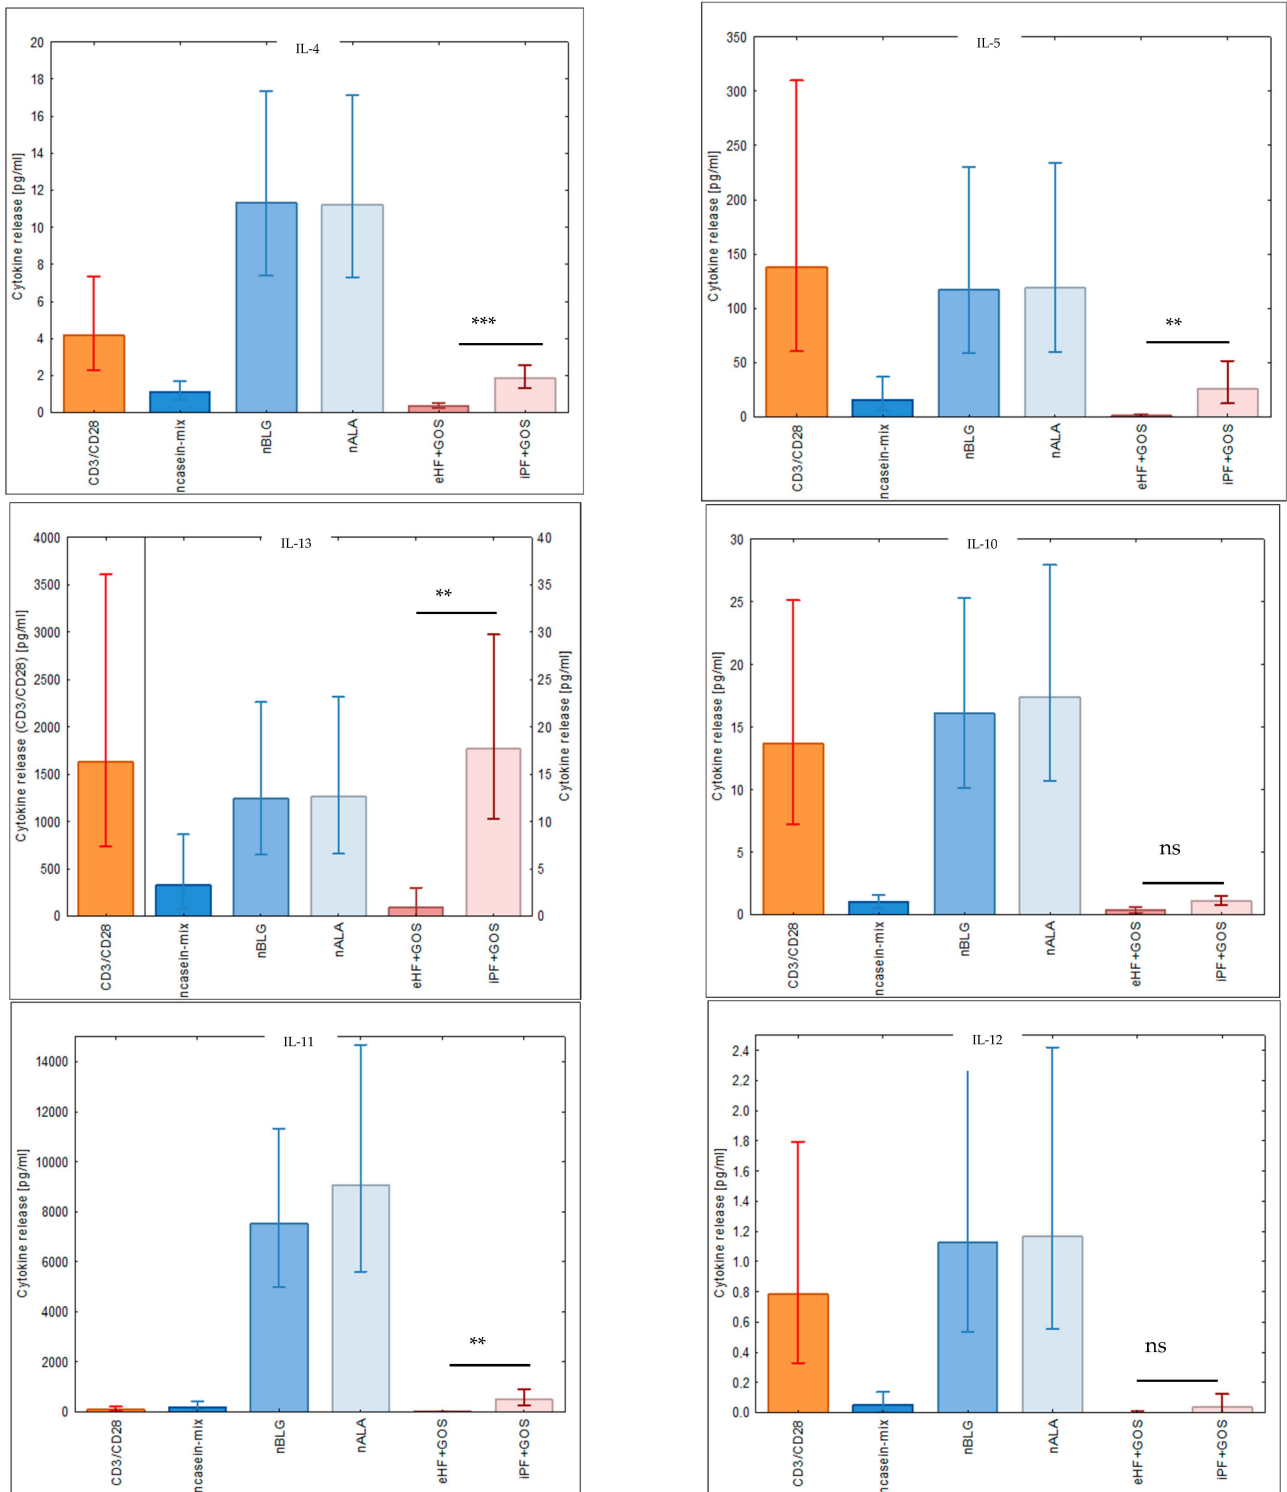 IL-4
Cytokine release [pg/ml]
20
18
16
14
12
10
8
6
4
2
0
***
CD3/CD28
ncasein-mix
nBLG
nALA
eHF+GOS
iPF+GOS
IL-5
Cytokine release [pg/ml]
350
300
250
200
150
100
50
0
**
CD3/CD28
ncasein-mix
nBLG
nALA
eHF+GOS
iPF+GOS
IL-13
Cytokine release (CD3/CD28) [pg/ml]
4000
3500
3000
2500
2000
1500
1000
500
0
**
40
35
30
25
20
15
10
5
0
Cytokine release [pg/ml]
CD3/CD28
ncasein-mix
nBLG
nALA
eHF+GOS
iPF+GOS
IL-10
Cytokine release [pg/ml]
30
25
20
15
10
5
0
ns
CD3/CD28
ncasein-mix
nBLG
nALA
eHF+GOS
iPF+GOS
IL-11
Cytokine release [pg/ml]
14000
12000
10000
8000
6000
4000
2000
0
**
CD3/CD28
ncasein-mix
nBLG
nALA
eHF+GOS
iPF+GOS
IL-12
Cytokine release [pg/ml]
2.4
2.2
2.0
1.8
1.6
1.4
1.2
1.0
0.8
0.6
0.4
0.2
0.0
ns
CD3/CD28
ncasein-mix
nBLG
nALA
eHF+GOS
iPF+GOS